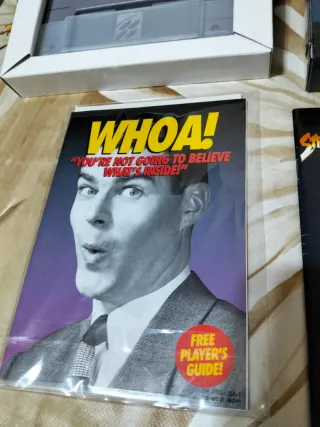 WHOA!
"YOU'RE NOT GOING TO BELIEVE
WHAT'S INSIDE!"
FREE
PLAYER'S
GUIDE!